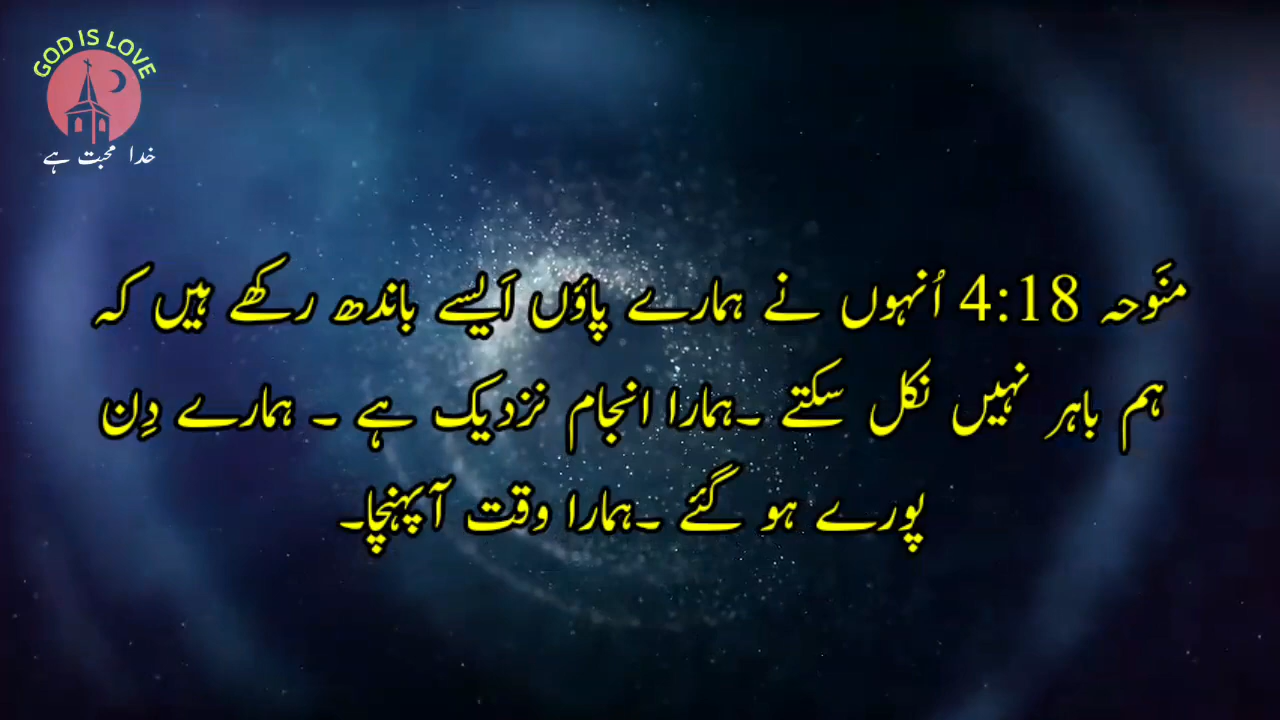 GOD IS LOVE
خدا محبت ہے
منَوحہ 4:18 اُنہوں نے ہمارے پاؤں اَیسے باندھ رکھے ہیں کہ
ہم باہر نہیں نکل سکتے ۔ہمارا انجام نزدیک ہے ۔ ہمارے دِن
پورے ہو گئے ۔ہمارا وقت آپہنچا۔